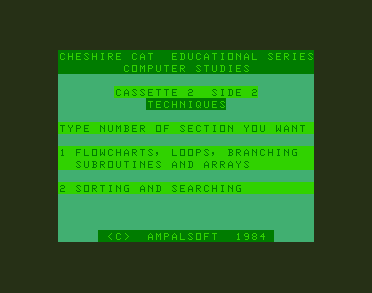 CHESHIRE CAT  EDUCATIONAL SERIES
COMPUTER STUDIES
CASSETTE 2  SIDE 2
TECHNIQUES
TYPE NUMBER OF SECTION YOU WANT
1 FLOWCHARTS, LOOPS, BRANCHING
SUBROUTINES AND ARRAYS
2 SORTING AND SEARCHING
<C>  AMPALSOFT  1984